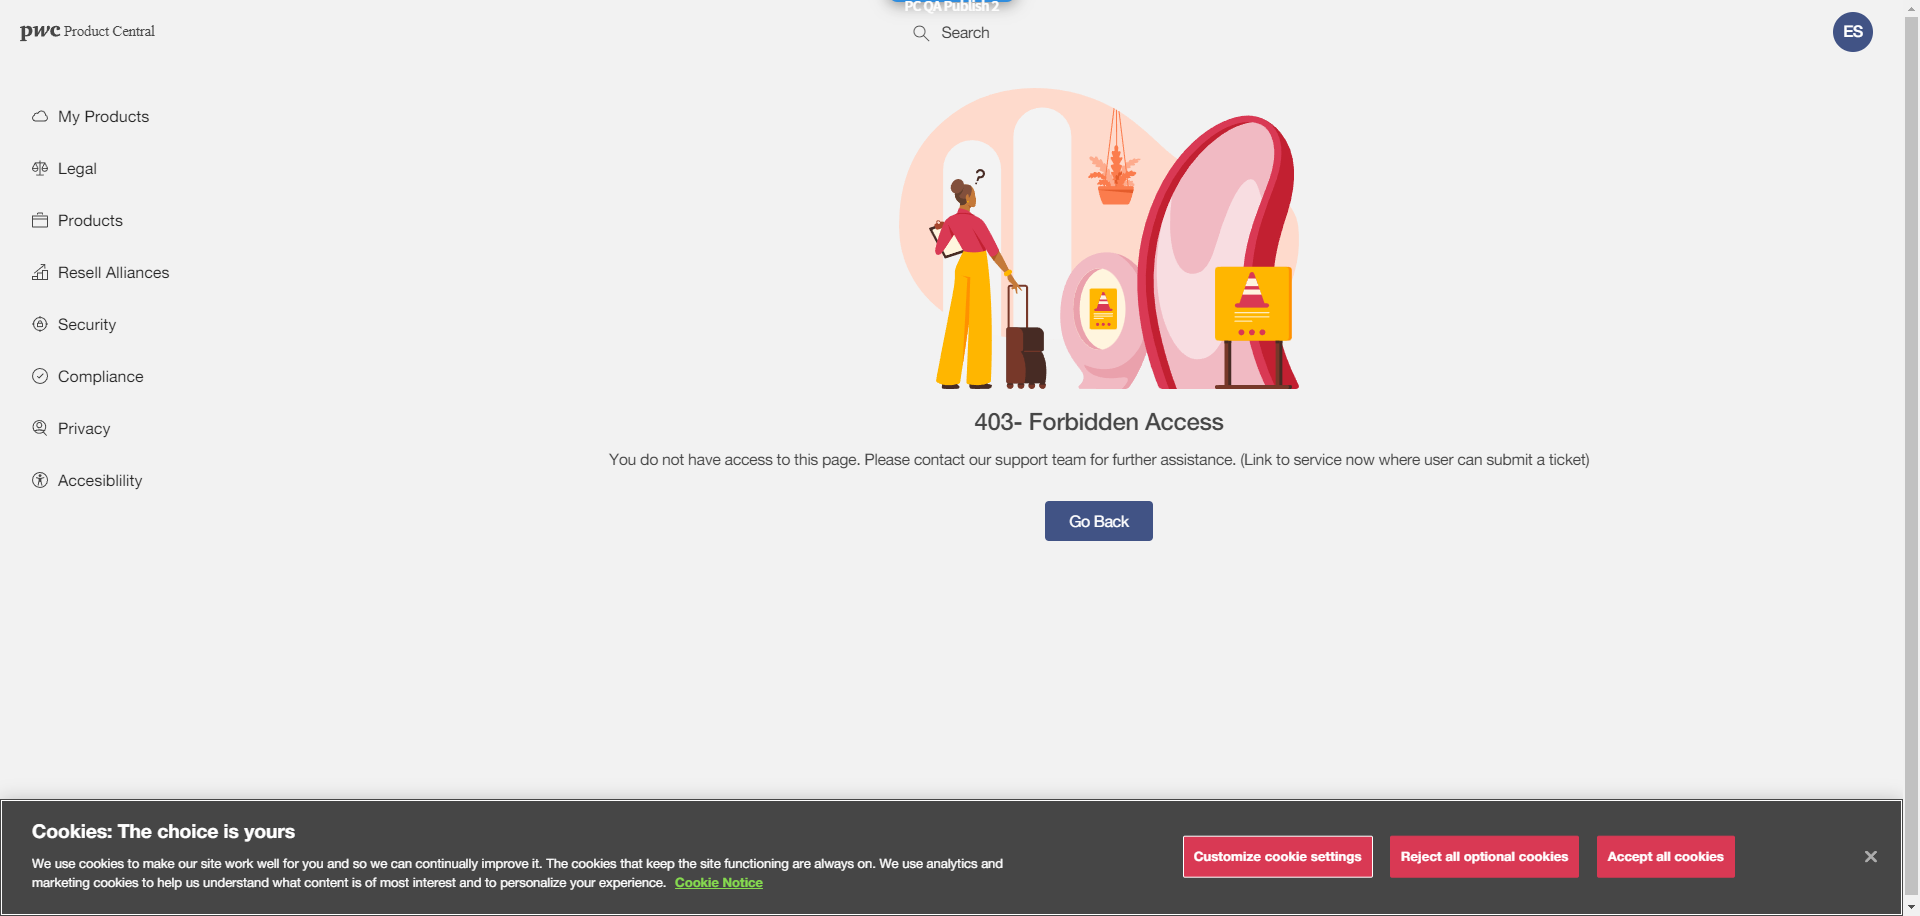 PC QA Publish 2
pwc Product Central
Search
ES
My Products
Legal
Products
Resell Alliances
Security
Compliance
Privacy
Accesiblility
?
403- Forbidden Access
You do not have access to this page. Please contact our support team for further assistance. (Link to service now where user can submit a ticket)
Go Back
Cookies: The choice is yours
We use cookies to make our site work well for you and so we can continually improve it. The cookies that keep the site functioning are always on. We use analytics and
marketing cookies to help us understand what content is of most interest and to personalize your experience. Cookie Notice
Customize cookie settings
Reject all optional cookies
Accept all cookies